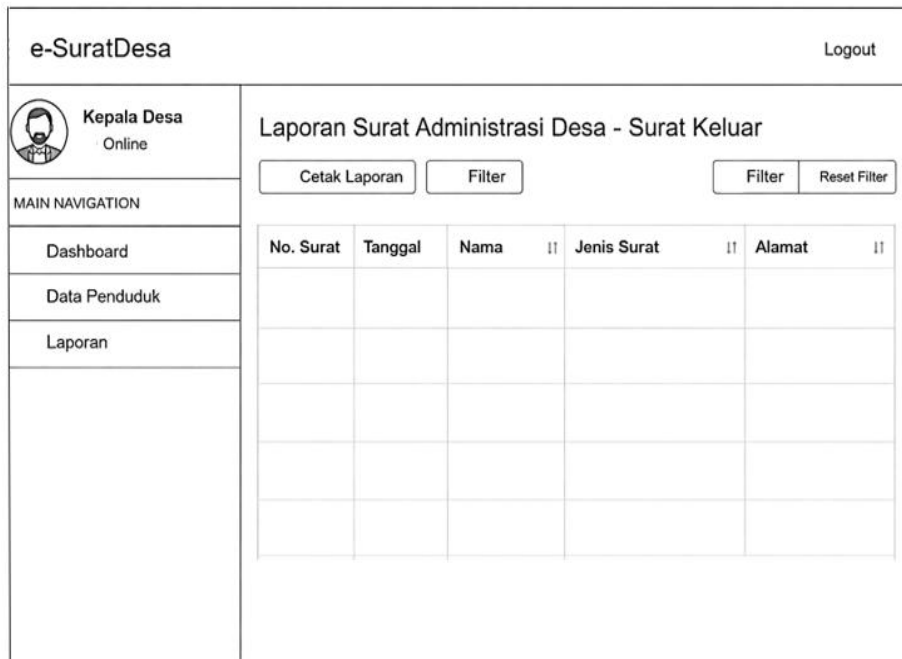 e-SuratDesa
Logout
Kepala Desa
Online
MAIN NAVIGATION
Dashboard
Data Penduduk
Laporan
Laporan Surat Administrasi Desa - Surat Keluar
Cetak Laporan Filter Filter Reset Filter
No. Surat Tanggal Nama Jenis Surat Alamat